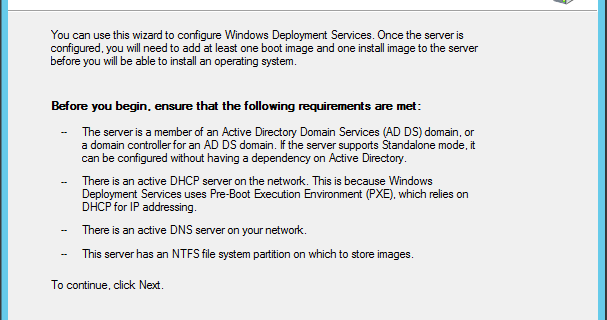 You can use this wizard to configure Windows Deployment Services. Once the server is
configured, you will need to add at least one boot image and one install image to the server
before you will be able to install an operating system.
Before you begin, ensure that the following requirements are met:
-- The server is a member of an Active Directory Domain Services (AD DS) domain, or
a domain controller for an AD DS domain. If the server supports Standalone mode, it
can be configured without having a dependency on Active Directory.
-- There is an active DHCP server on the network. This is because Windows
Deployment Services uses Pre-Boot Execution Environment (PXE), which relies on
DHCP for IP addressing.
-- There is an active DNS server on your network.
-- This server has an NTFS file system partition on which to store images.
To continue, click Next.